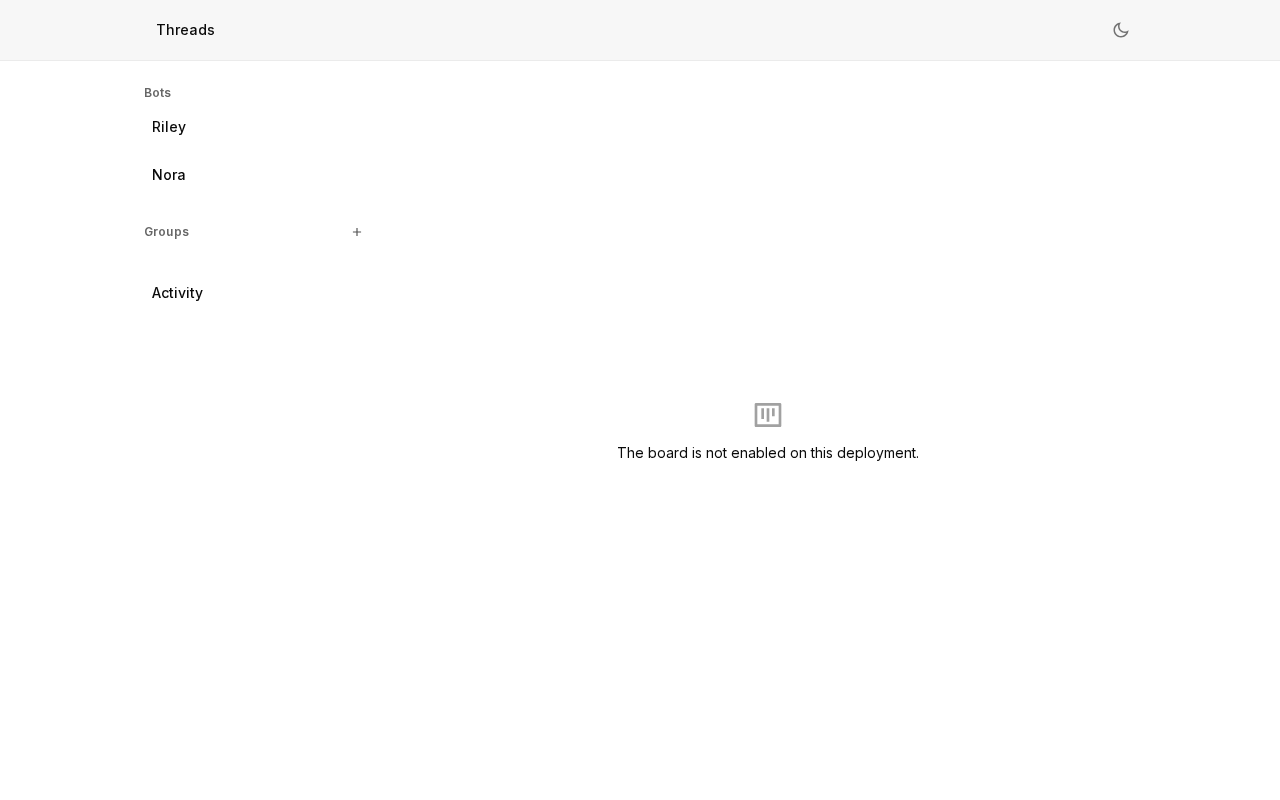 Threads
Bots
Riley
Nora
Groups
Activity
The board is not enabled on this deployment.